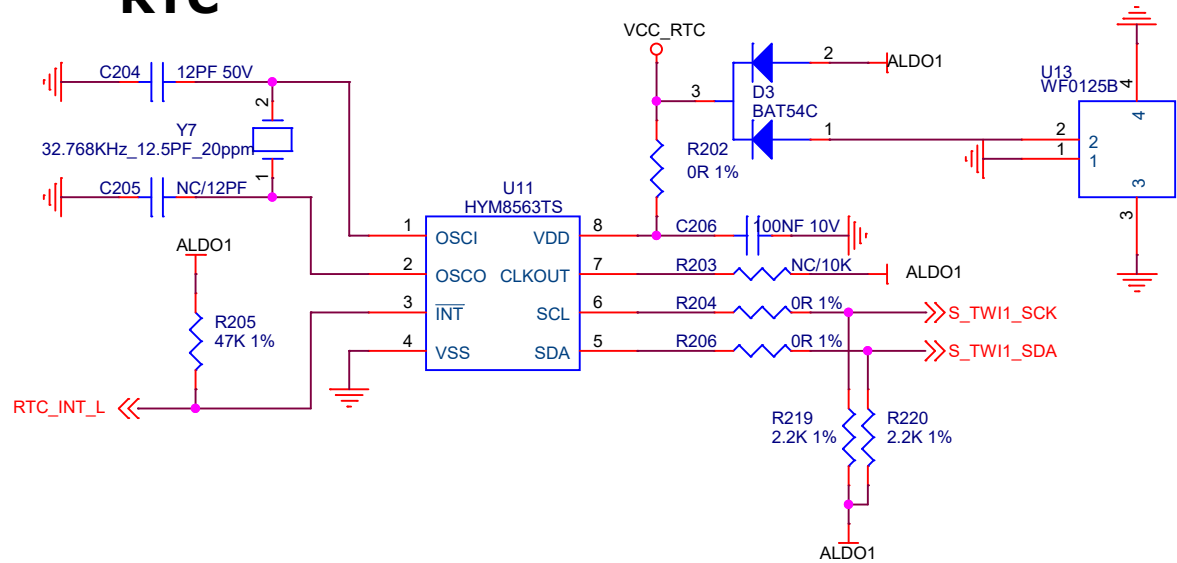 RTC
VCC_RTC
C204 12PF 50V
2
Y7
32.768KHz_12.5PF_20ppm
1
C205 NC/12PF
3
2
ALDO1
D3
BAT54C
1
R202
0R 1%
U13
WF0125B
4
4
2
2
1
1
3
3
U11
HYM8563TS
1
OSCI
2
OSCO
3
INT
4
VSS
VDD
8
CLKOUT
7
SCL
6
SDA
5
C206 100NF 10V
R203 NC/10K ALDO1
R204 0R 1% S_TWI1_SCK
R206 0R 1% S_TWI1_SDA
ALDO1
R205
47K 1%
RTC_INT_L
R219
2.2K 1%
R220
2.2K 1%
ALDO1